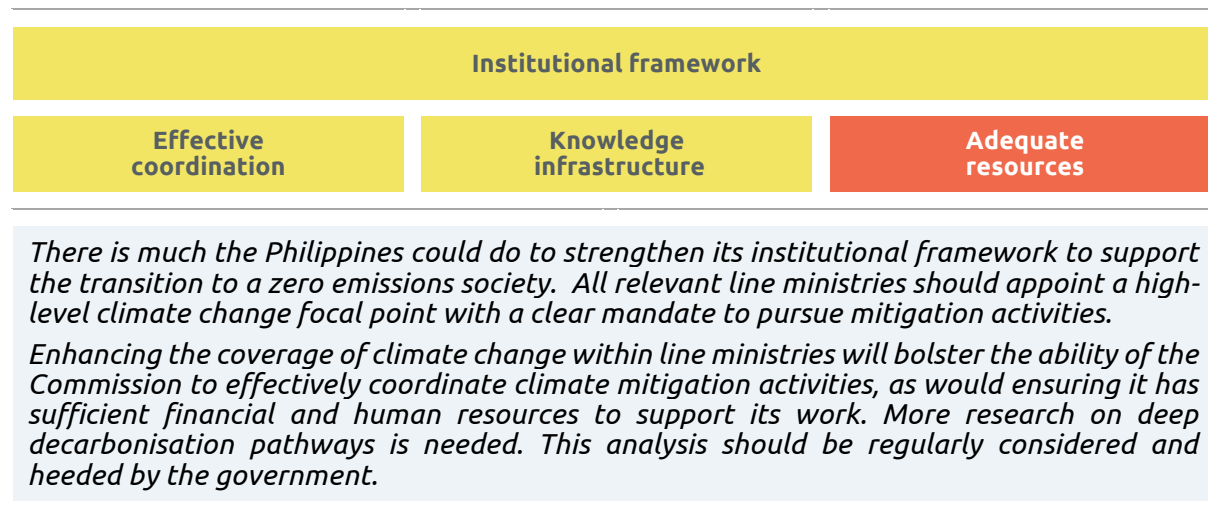 Institutional framework
Effective
coordination
Knowledge
infrastructure
Adequate
resources
There is much the Philippines could do to strengthen its institutional framework to support
the transition to a zero emissions society.  All relevant line ministries should appoint a high-
level climate change focal point with a clear mandate to pursue mitigation activities.
Enhancing the coverage of climate change within line ministries will bolster the ability of the
Commission to effectively coordinate climate mitigation activities, as would ensuring it has
sufficient financial and human resources to support its work. More research on deep
decarbonisation pathways is needed. This analysis should be regularly considered and
heeded by the government.